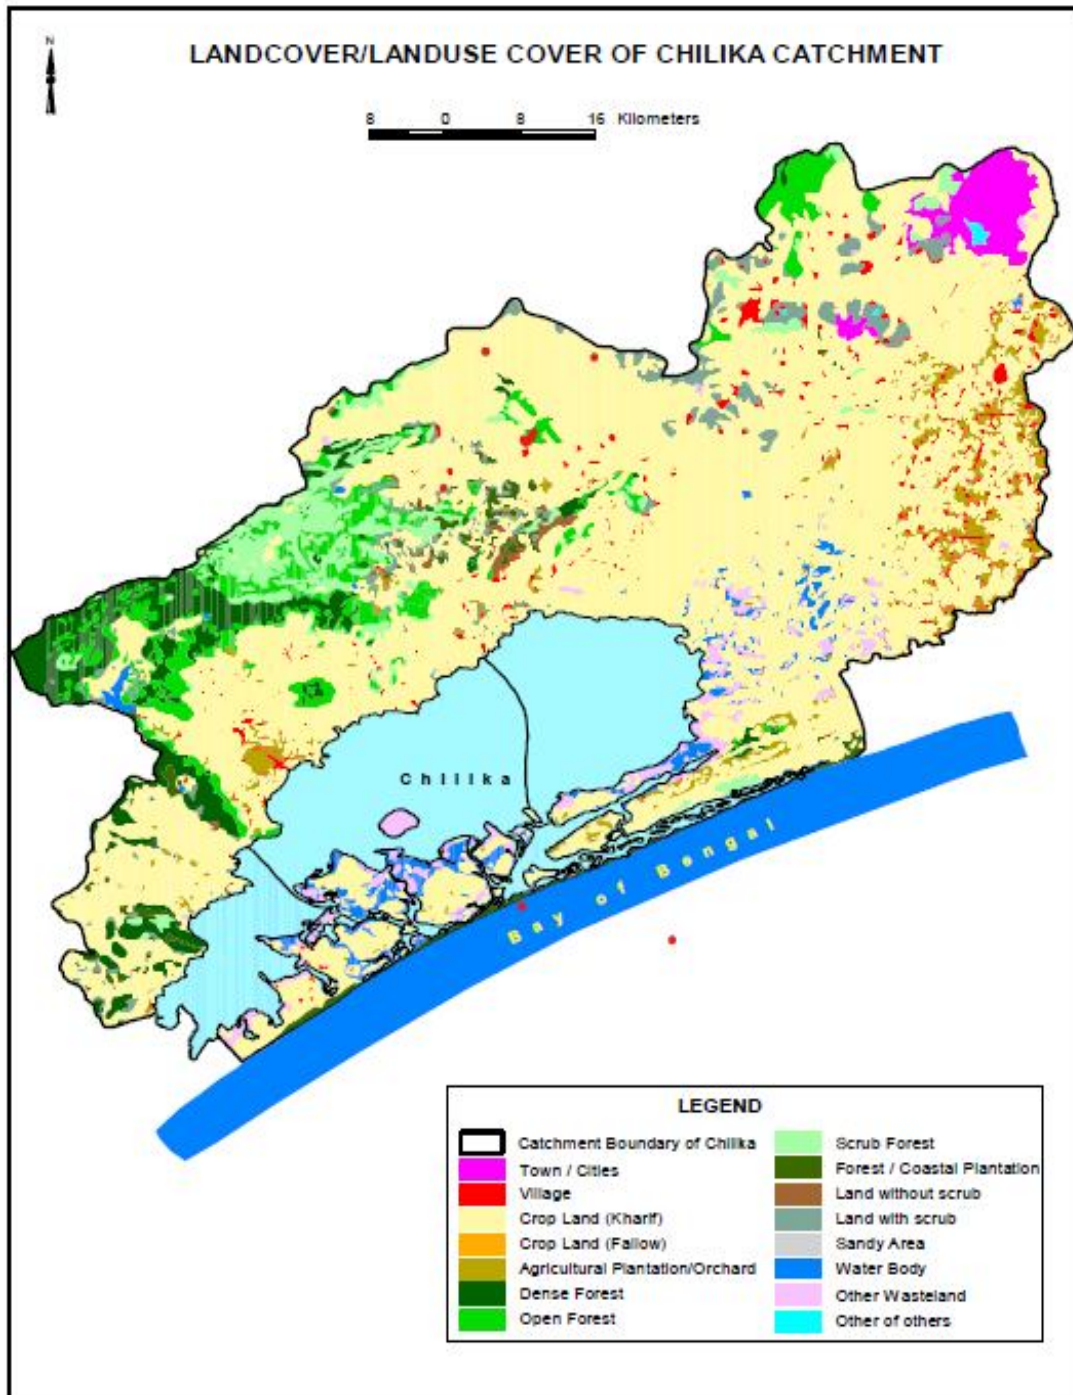 N
LANDCOVER/LANDUSE COVER OF CHILIKA CATCHMENT
8 0 8 16 Kilometers
Chilika
Bay of Bengal
LEGEND
Catchment Boundary of Chilika
Town / Cities
Village
Crop Land (Kharif)
Crop Land (Fallow)
Agricultural Plantation/Orchard
Dense Forest
Open Forest
Scrub Forest
Forest / Coastal Plantation
Land without scrub
Land with scrub
Sandy Area
Water Body
Other Wasteland
Other of others